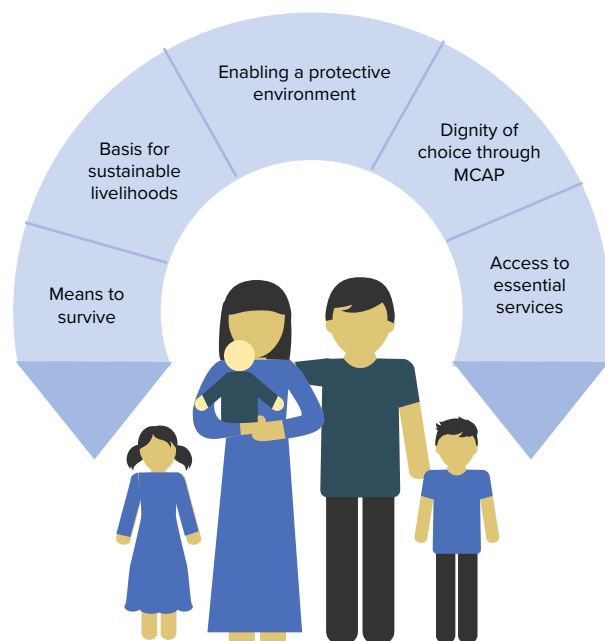 Enabling a protective
environment
Basis for
sustainable
livelihoods
Dignity of
choice through
MCAP
Means to
survive
Access to
essential
services